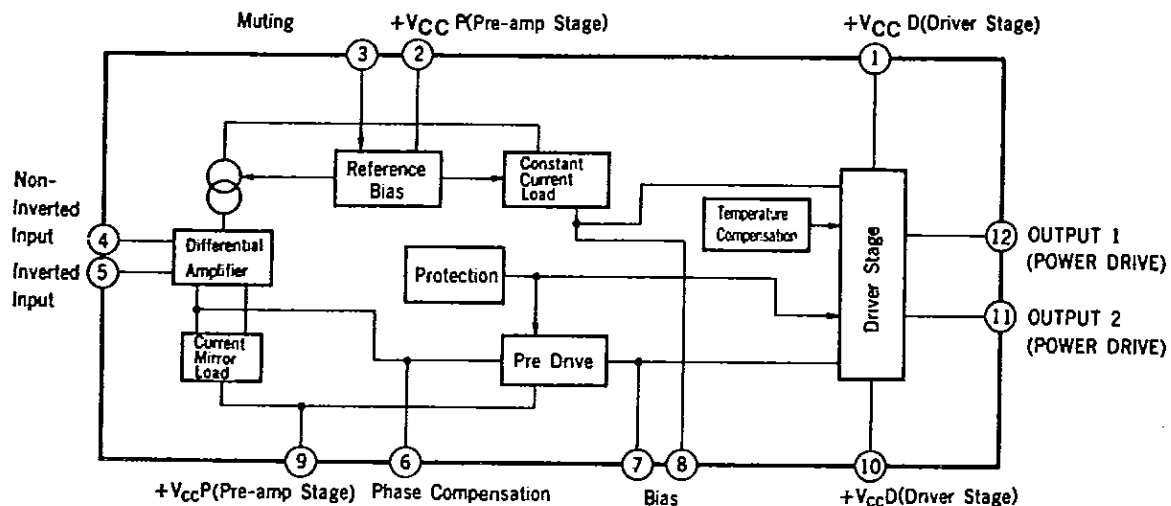 Muting
+VCC P(Pre-amp Stage)
+VCC D(Driver Stage)
3
2
1
Reference
Bias
Constant
Current
Load
Non-
Inverted
Input
4
Inverted
Input
5
Differential
Amplifier
Temperature
Compensation
Driver Stage
12
OUTPUT 1
(POWER DRIVE)
Protection
11
OUTPUT 2
(POWER DRIVE)
Current
Mirror
Load
Pre Drive
9
6
7
8
10
+VCCP(Pre-amp Stage)
Phase Compensation
Bias
+VCCD(Driver Stage)